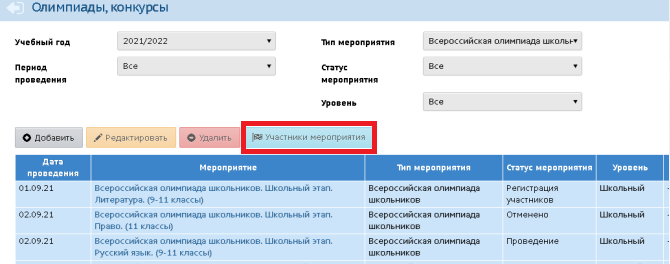 Олимпиады, конкурсы
Учебный год 2021/2022 Тип мероприятия Всероссийская олимпиада школьн
Период проведения Все Статус мероприятия Все
Уровень Все
Добавить Редактировать Удалить Участники мероприятия
Дата проведения Мероприятие Тип мероприятия Статус мероприятия Уровень
01.09.21 Всероссийская олимпиада школьников. Школьный этап. Всероссийская олимпиада Регистрация Школьный
Литература. (9-11 классы) школьников участников
02.09.21 Всероссийская олимпиада школьников. Школьный этап. Всероссийская олимпиада Отменено Школьный
Право. (11 классы) школьников
02.09.21 Всероссийская олимпиада школьников. Школьный этап. Всероссийская олимпиада Проведение Школьный
Русский язык. (9-11 классы) школьников